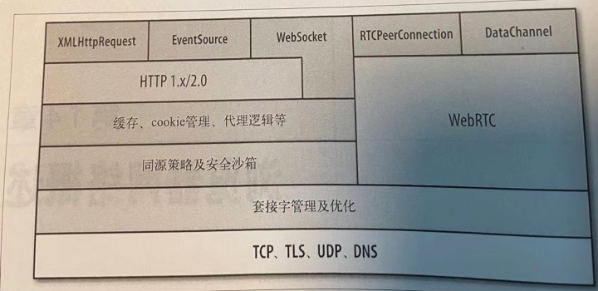 XMLHttpRequest EventSource WebSocket RTCPeerConnection DataChannel
HTTP 1.x/2.0
缓存、cookie管理、代理逻辑等
WebRTC
同源策略及安全沙箱
套接字管理及优化
TCP、TLS、UDP、DNS